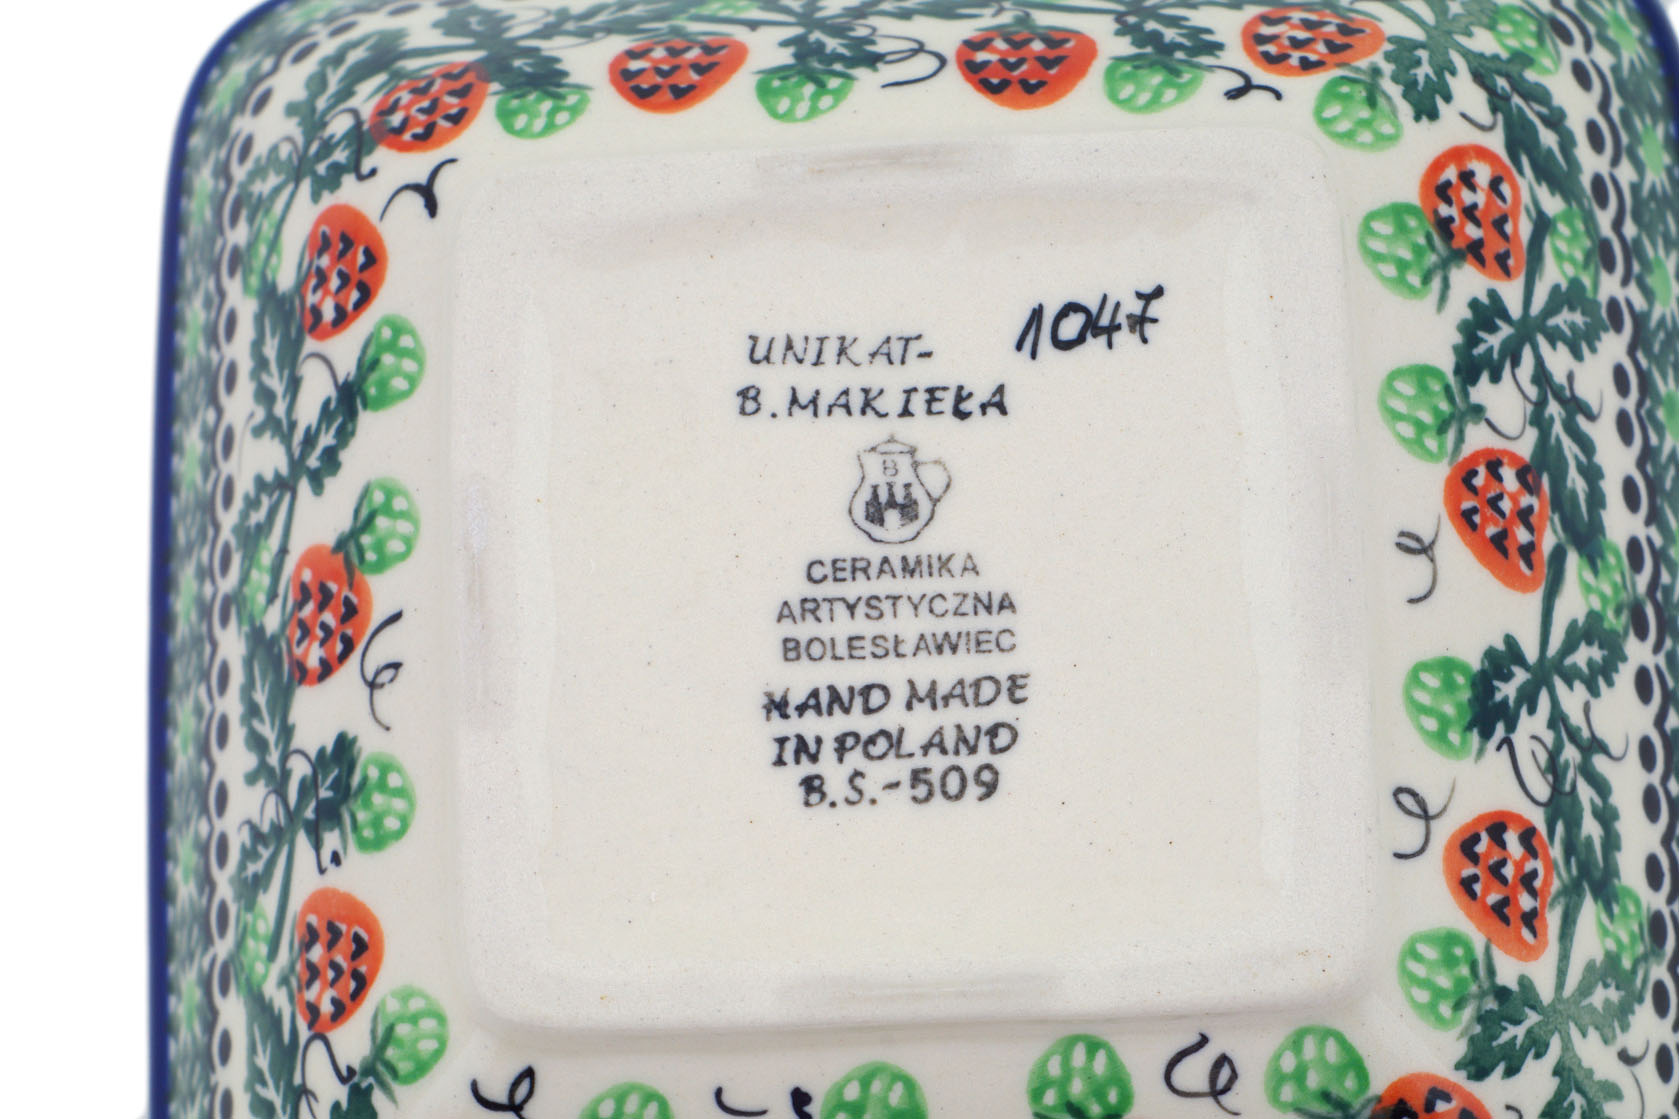 UNIKAT- 1047
B. MAKIEŁA
B
CERAMIKA
ARTYSTYCZNA
BOLESŁAWIEC
HAND MADE
IN POLAND
B.Ś.-509